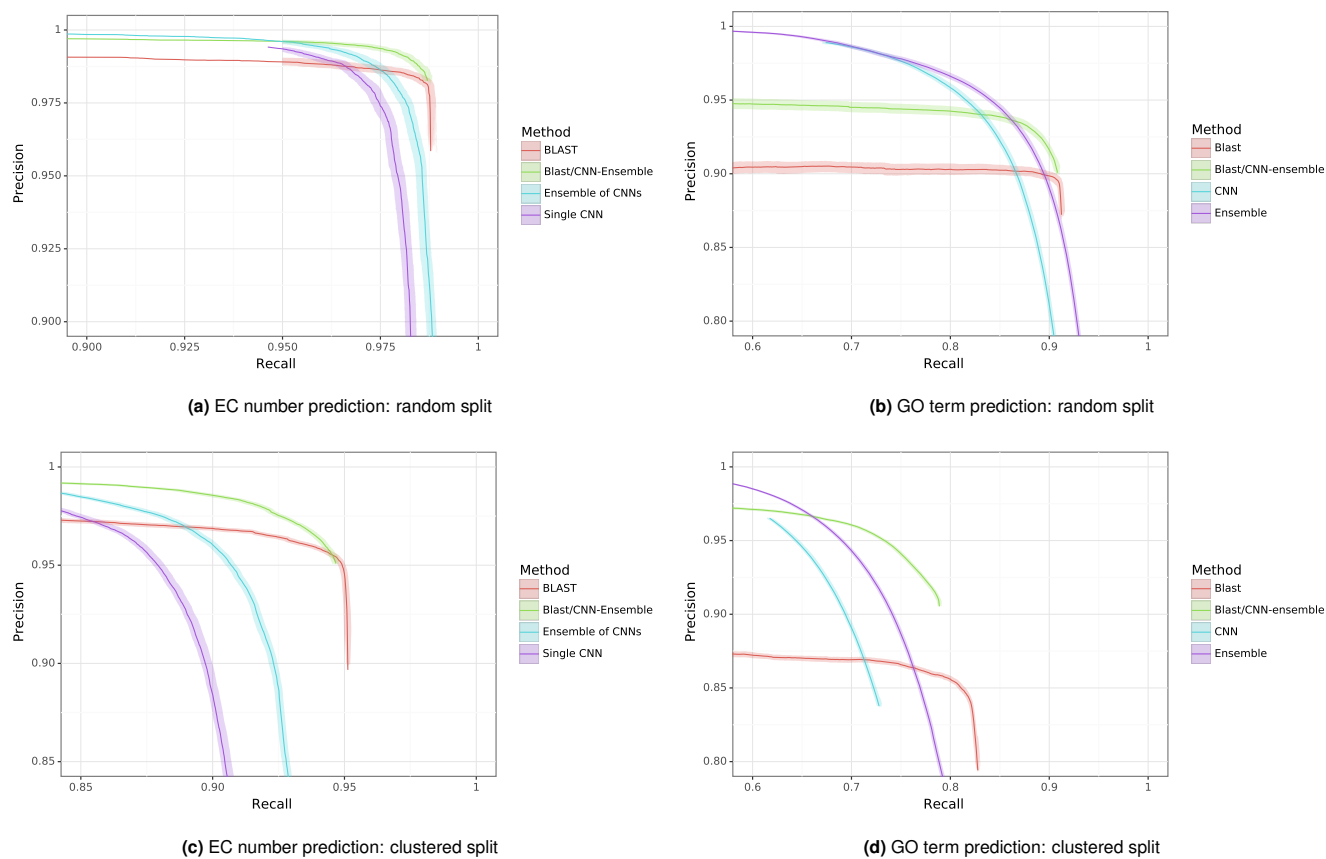 1
0.975
0.950
0.925
0.900
Precision
0.900
0.925
0.950
0.975
1
Recall
Method
BLAST
Blast/CNN-Ensemble
Ensemble of CNNs
Single CNN
(a) EC number prediction: random split
1
0.95
0.90
0.85
0.80
Precision
0.6
0.7
0.8
0.9
1
Recall
Method
Blast
Blast/CNN-ensemble
CNN
Ensemble
(b) GO term prediction: random split
1
0.95
0.90
0.85
Precision
0.85
0.90
0.95
1
Recall
Method
BLAST
Blast/CNN-Ensemble
Ensemble of CNNs
Single CNN
(c) EC number prediction: clustered split
1
0.95
0.90
0.85
0.80
Precision
0.6
0.7
0.8
0.9
1
Recall
Method
Blast
Blast/CNN-ensemble
CNN
Ensemble
(d) GO term prediction: clustered split